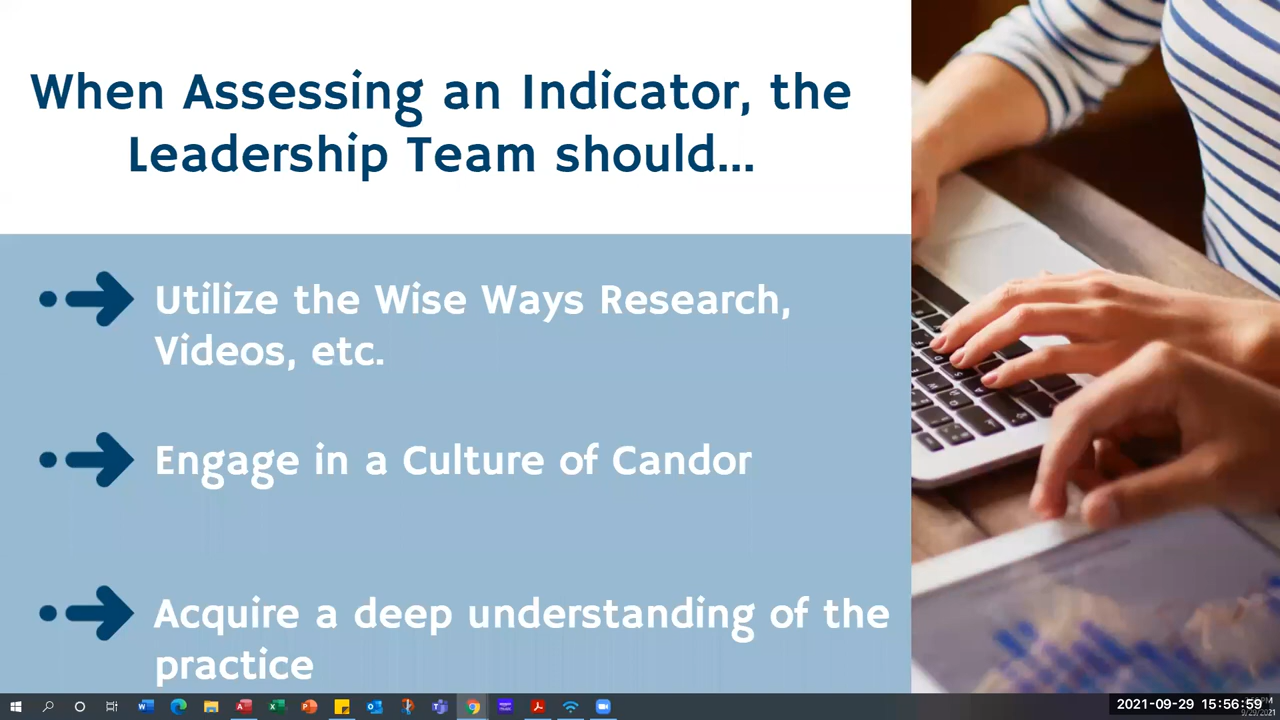 When Assessing an Indicator, the
Leadership Team should...
Utilize the Wise Ways Research,
Videos, etc.
Engage in a Culture of Candor
Acquire a deep understanding of the
practice
2021-09-29 15:56:59